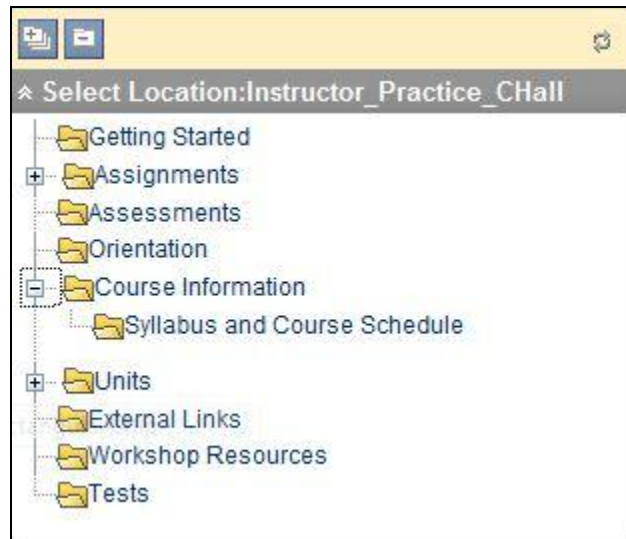 Select Location:Instructor_Practice_CHall
Getting Started
Assignments
Assessments
Orientation
Course Information
Syllabus and Course Schedule
Units
External Links
Workshop Resources
Tests